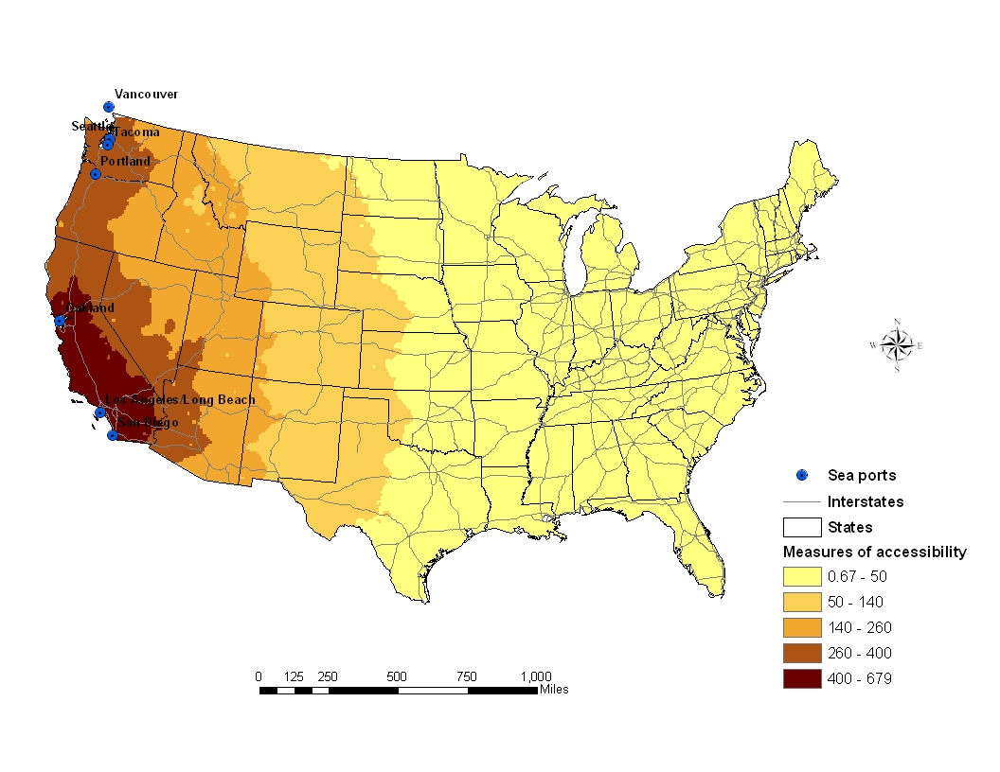 Vancouver
Seattle
Tacoma
Portland
Oakland
Los Angeles/Long Beach
San Diego
N
W E
S
Sea ports
Interstates
States
Measures of accessibility
0.67 - 50
50 - 140
140 - 260
260 - 400
400 - 679
0 125 250 500 750 1,000
Miles